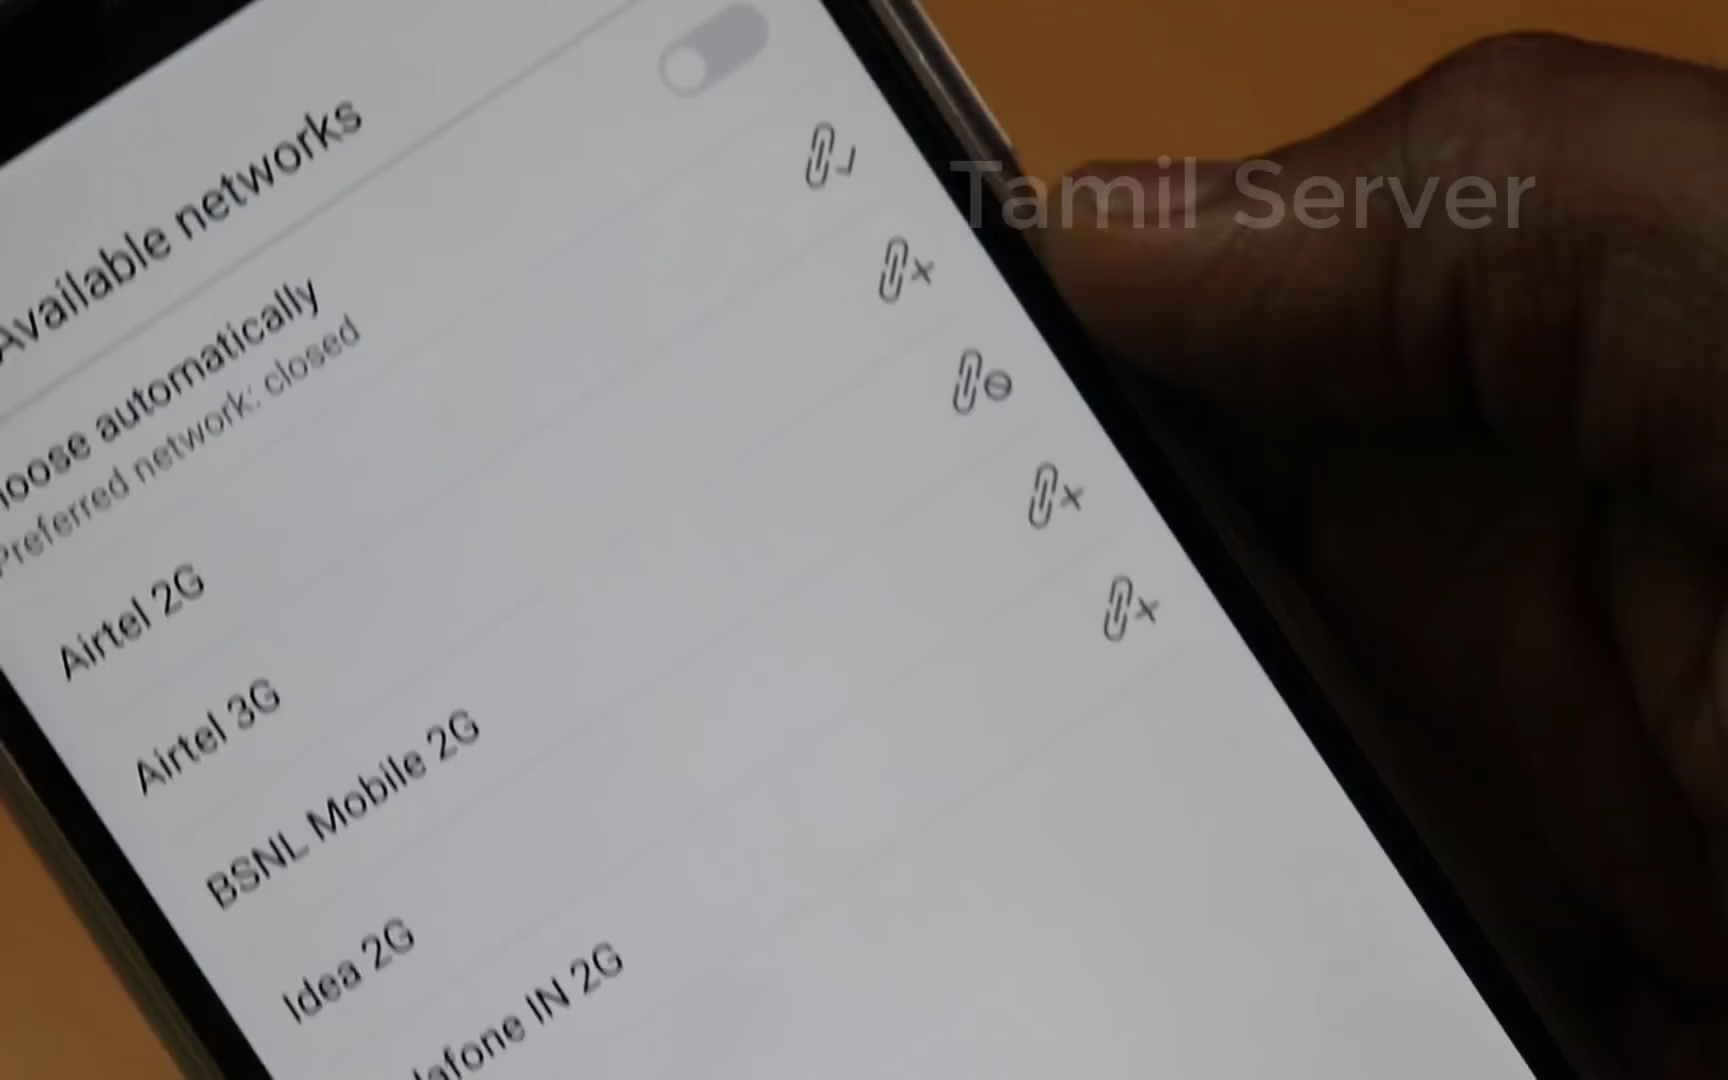 Available networks
hoose automatically
Preferred network: closed
Airtel 2G
Airtel 3G
BSNL Mobile 2G
Idea 2G
dafone IN 2G
Tamil Server